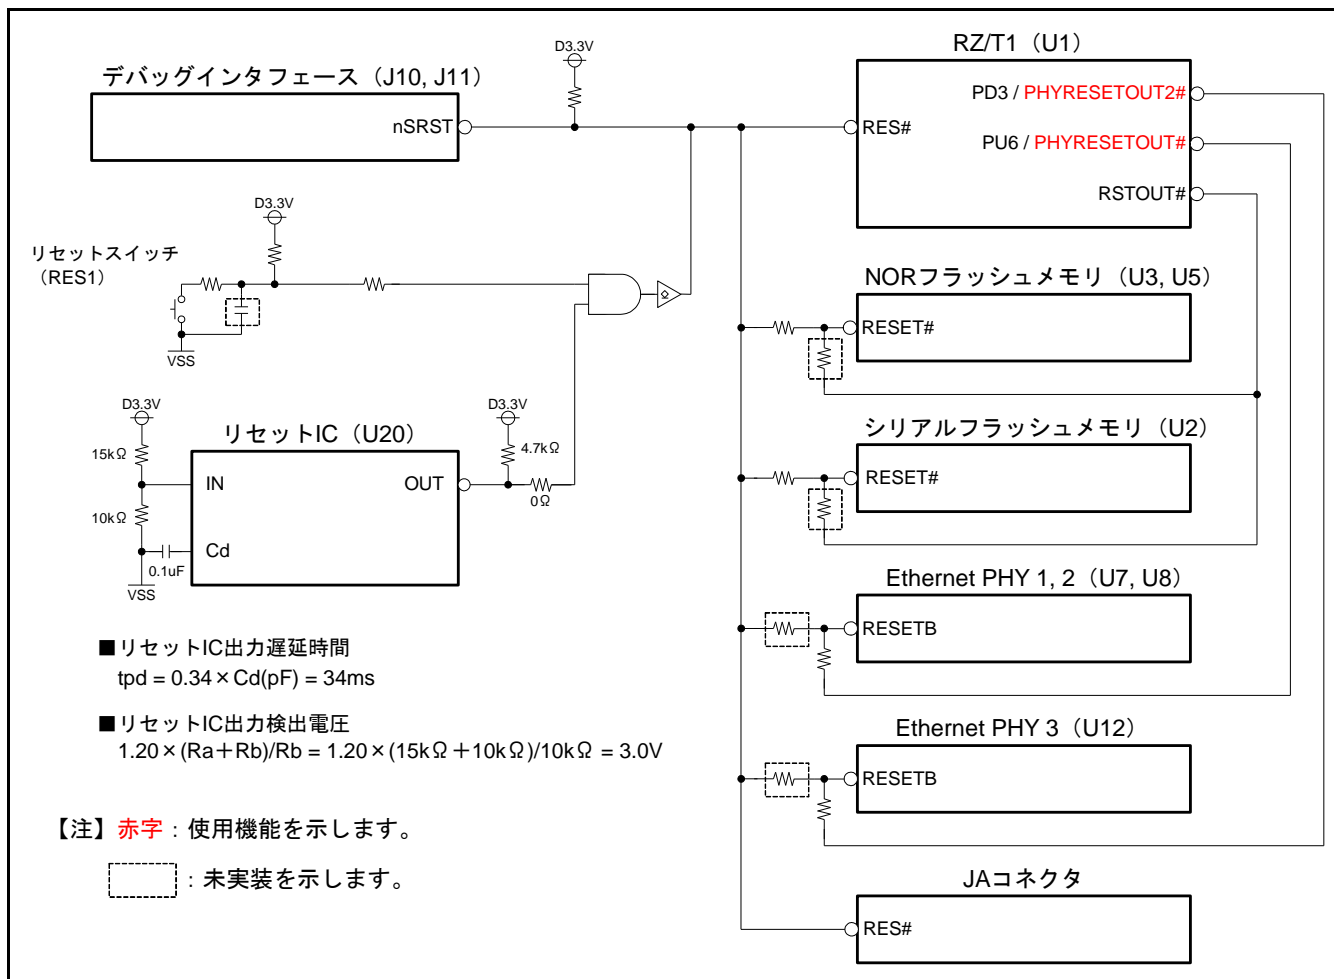 デバッグインタフェース（J10, J11）
nSRST
D3.3V
RZ/T1（U1）
PD3 / PHYRESETOUT2#
RES#
PU6 / PHYRESETOUT#
RSTOUT#
D3.3V
リセットスイッチ
（RES1）
VSS
NORフラッシュメモリ（U3, U5）
RESET#
D3.3V
15kΩ
10kΩ
0.1uF
VSS
リセットIC（U20）
IN
OUT
Cd
D3.3V
4.7kΩ
0Ω
シリアルフラッシュメモリ（U2）
RESET#
Ethernet PHY 1, 2（U7, U8）
RESETB
■リセットIC出力遅延時間
tpd = 0.34×Cd(pF) = 34ms
■リセットIC出力検出電圧
1.20×(Ra＋Rb)/Rb = 1.20×(15kΩ＋10kΩ)/10kΩ = 3.0V
Ethernet PHY 3（U12）
RESETB
【注】赤字：使用機能を示します。
：未実装を示します。
JAコネクタ
RES#